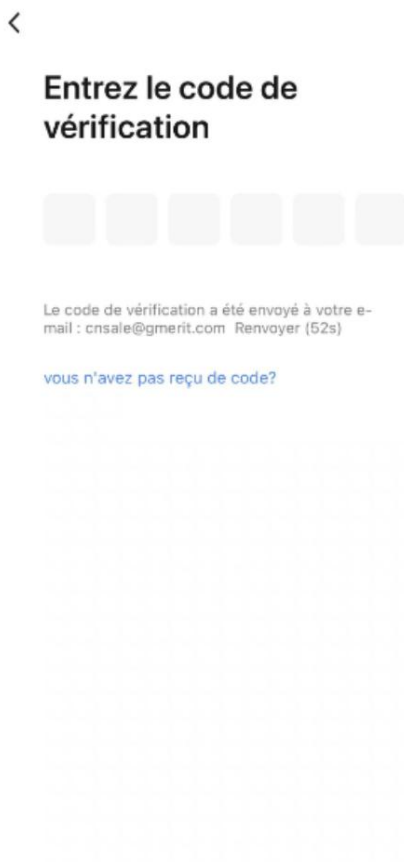 Entrez le code de
vérification
Le code de vérification a été envoyé à votre e-
mail : cnsale@gmerit.com Renvoyer (52s)
vous n'avez pas reçu de code?